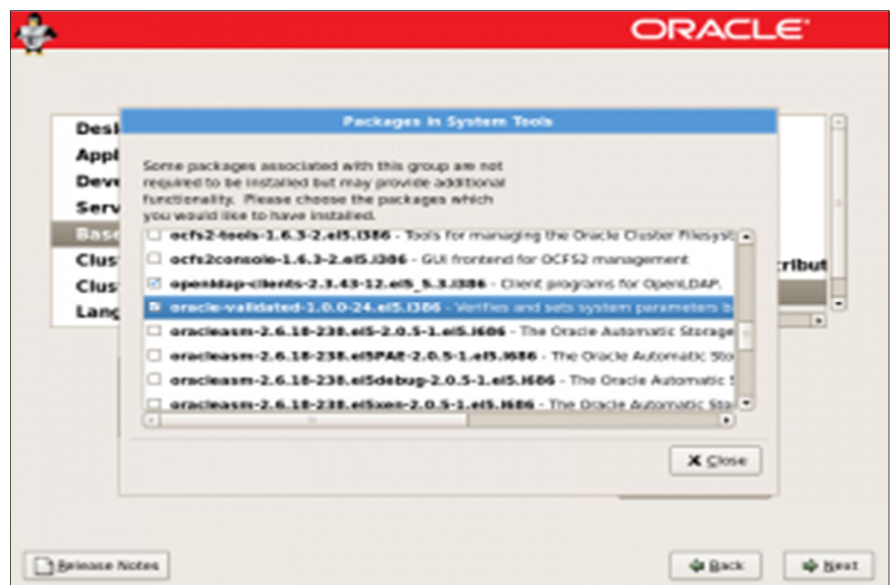 ORACLE
Packages in System Tools
Some packages associated with this group are not
required to be installed but may provide additional
functionality. Please choose the packages which
you would like to have installed.
Desl
Appl
Deve
Serv
Base
Clus
Clus
Lang
ribut
ocfs2-tools-1.6.3-2.el5.i386 - Tools for managing the Oracle Cluster Filesyst
ocfs2console-1.6.3-2.el5.i386 - GUI frontend for OCFS2 management
openldap-clients-2.3.43-12.el5_5.3.i386 - Client programs for OpenLDAP.
oracle-validated-1.0.0-24.el5.i386 - Verifies and sets system parameters b
oracleasm-2.6.18-238.el5-2.0.5-1.el5.i686 - The Oracle Automatic Storage
oracleasm-2.6.18-238.el5PAE-2.0.5-1.el5.i686 - The Oracle Automatic Sto
oracleasm-2.6.18-238.el5debug-2.0.5-1.el5.i686 - The Oracle Automatic S
oracleasm-2.6.18-238.el5xen-2.0.5-1.el5.i686 - The Oracle Automatic Stor
Close
Release Notes
Back
Next